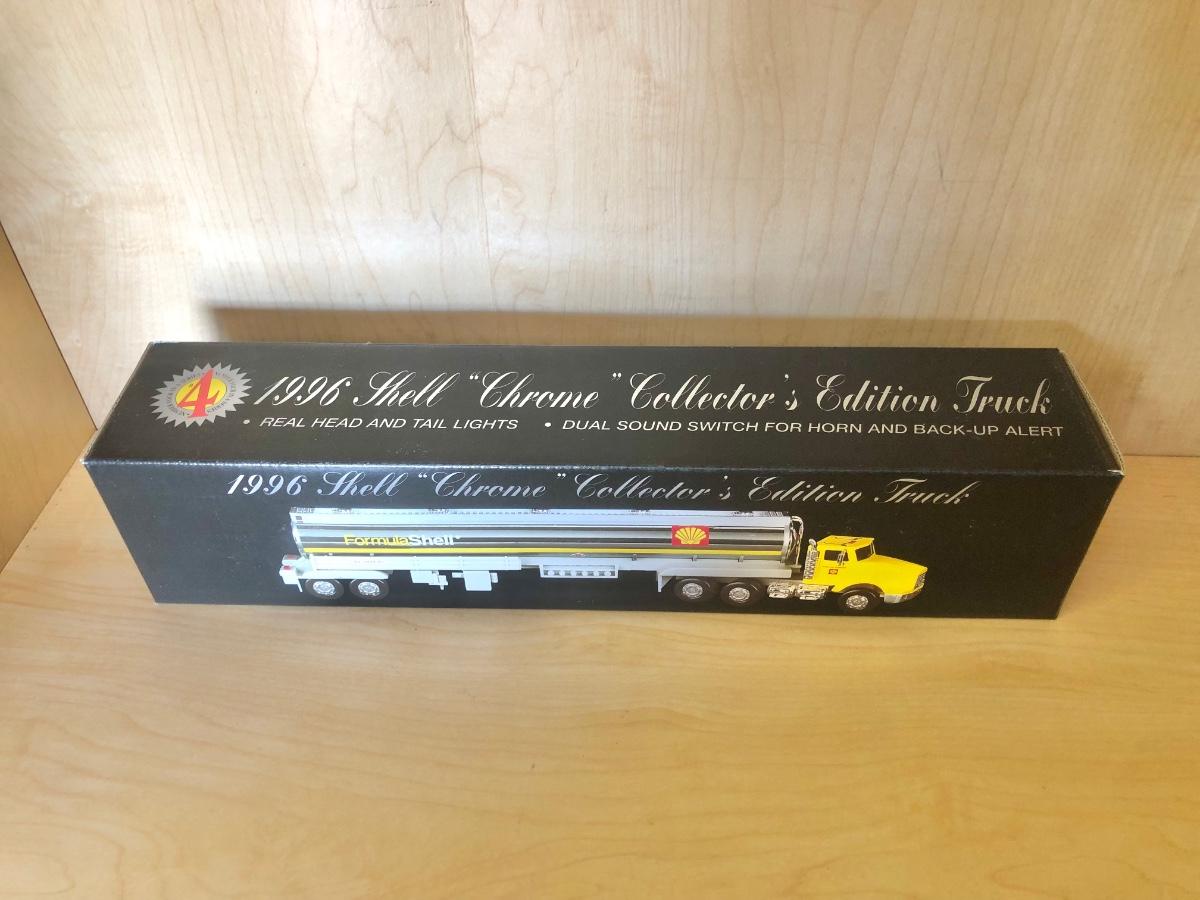 4
1996 Shell “Chrome” Collector's Edition Truck
• REAL HEAD AND TAIL LIGHTS • DUAL SOUND SWITCH FOR HORN AND BACK-UP ALERT
1996 Shell “Chrome” Collector's Edition Truck
FormulaShell